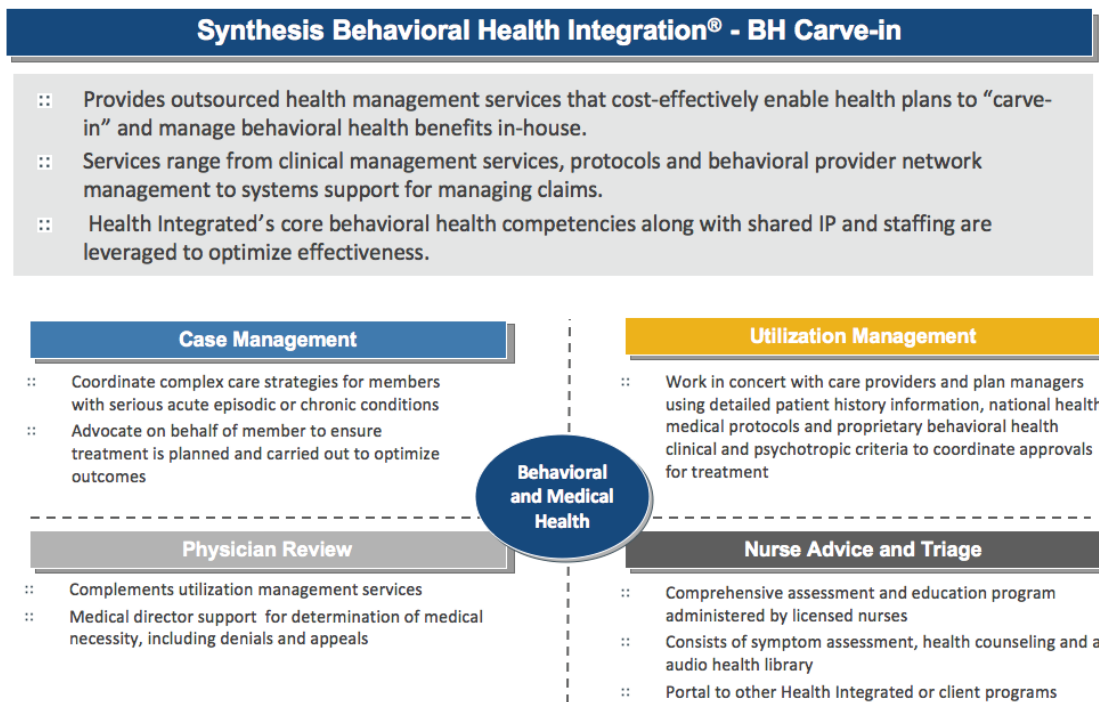 Synthesis Behavioral Health Integration® - BH Carve-in
:: Provides outsourced health management services that cost-effectively enable health plans to “carve-
in” and manage behavioral health benefits in-house.
:: Services range from clinical management services, protocols and behavioral provider network
management to systems support for managing claims.
:: Health Integrated’s core behavioral health competencies along with shared IP and staffing are
leveraged to optimize effectiveness.
Case Management
:: Coordinate complex care strategies for members
with serious acute episodic or chronic conditions
:: Advocate on behalf of member to ensure
treatment is planned and carried out to optimize
outcomes
Utilization Management
:: Work in concert with care providers and plan managers
using detailed patient history information, national health
medical protocols and proprietary behavioral health
clinical and psychotropic criteria to coordinate approvals
for treatment
Behavioral
and Medical
Health
Physician Review
:: Complements utilization management services
:: Medical director support for determination of medical
necessity, including denials and appeals
Nurse Advice and Triage
:: Comprehensive assessment and education program
administered by licensed nurses
:: Consists of symptom assessment, health counseling and
audio health library
:: Portal to other Health Integrated or client programs